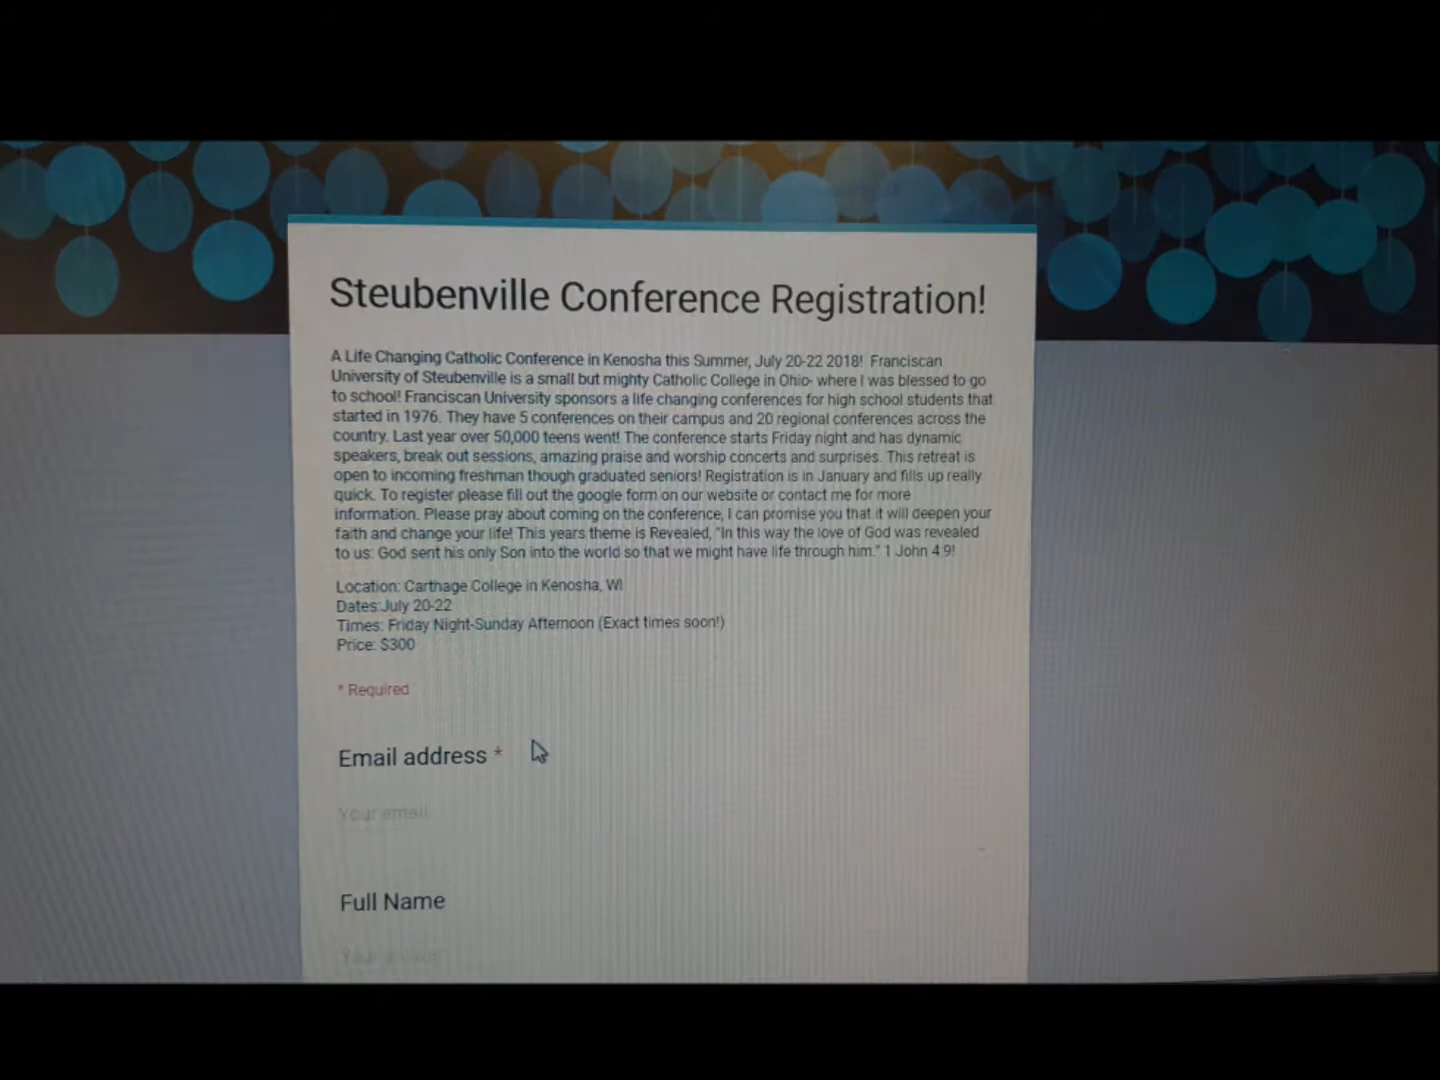 Steubenville Conference Registration!
A Life Changing Catholic Conference in Kenosha this Summer, July 20-22 2018! Franciscan
University of Steubenville is a small but mighty Catholic College in Ohio- where I was blessed to go
to school! Franciscan University sponsors a life changing conferences for high school students that
started in 1976. They have 5 conferences on their campus and 20 regional conferences across the
country. Last year over 50,000 teens went! The conference starts Friday night and has dynamic
speakers, break out sessions, amazing praise and worship concerts and surprises. This retreat is
open to incoming freshman though graduated seniors! Registration is in January and fills up really
quick. To register please fill out the google form on our website or contact me for more
information. Please pray about coming on the conference, I can promise you that it will deepen your
faith and change your life! This years theme is Revealed, "In this way the love of God was revealed
to us: God sent his only Son into the world so that we might have life through him." 1 John 4:9!
Location: Carthage College in Kenosha, WI
Dates:July 20-22
Times: Friday Night-Sunday Afternoon (Exact times soon!)
Price: $300
* Required
Email address *
Your email
Full Name
Your answer